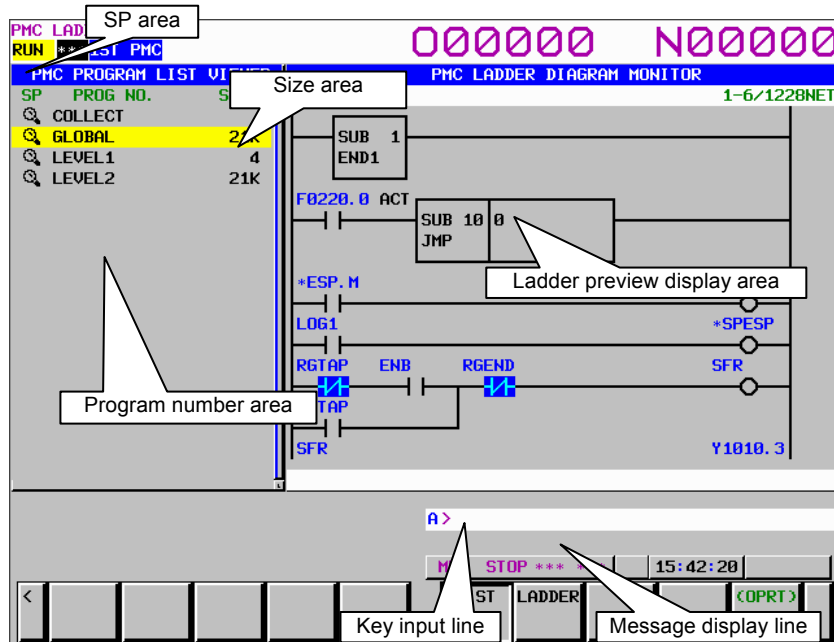 PMC LAD
SP area
RUN *** 1ST PMC
O00000 N00000
PMC PROGRAM LIST VIEWER
PMC LADDER DIAGRAM MONITOR
SP PROG NO. S
Size area
1-6/1228NET
COLLECT
GLOBAL 21K
LEVEL1 4
LEVEL2 21K
SUB 1
END1
F0220.0 ACT
SUB 10 0
JMP
Ladder preview display area
*ESP.M
LOG1 *SPESP
RGTAP ENB RGEND SFR
Program number area
TAP
SFR Y1010.3
A>
STOP *** *
15:42:20
< ST LADDER (OPRT)
Key input line
Message display line